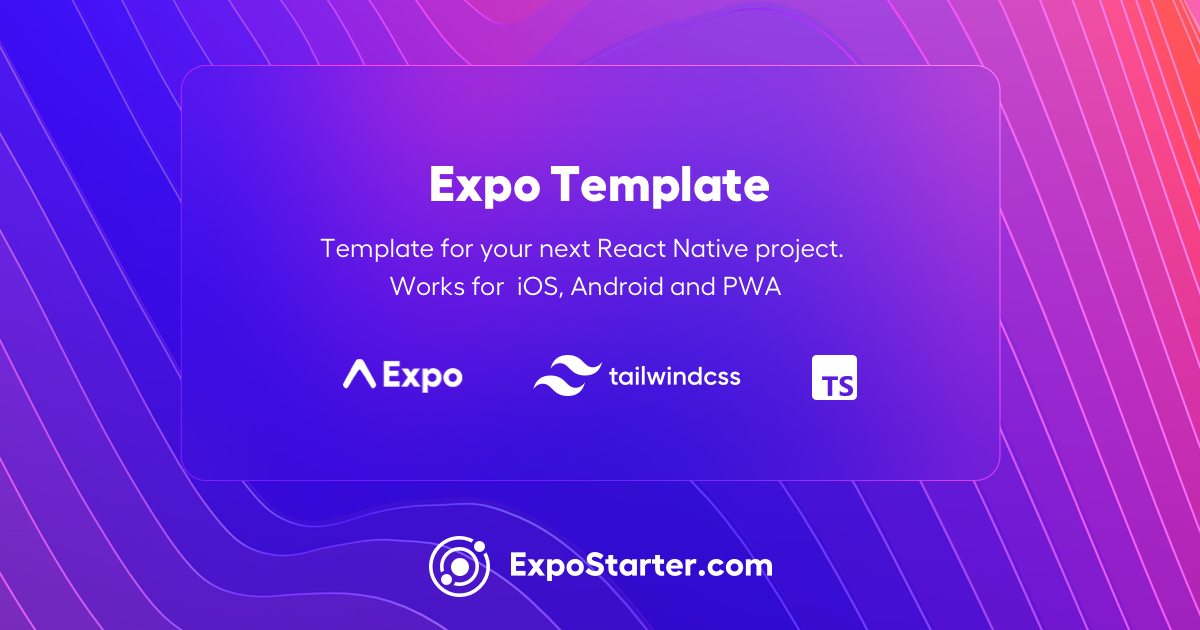 Expo Template
Template for your next React Native project.
Works for iOS, Android and PWA
Expo
tailwindcss
TS
ExpoStarter.com